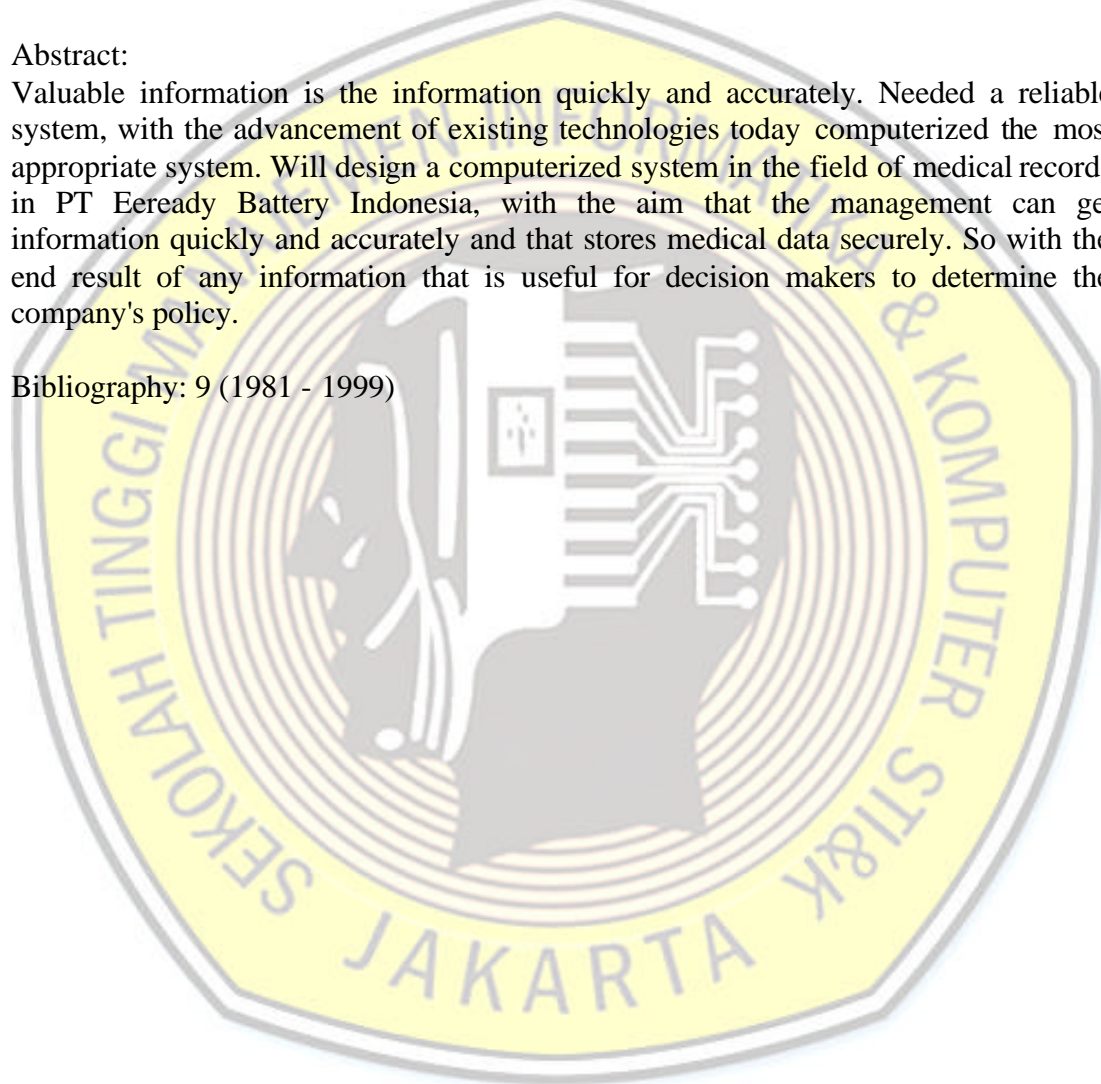 Abstract:
Valuable information is the information quickly and accurately. Needed a reliable
system, with the advancement of existing technologies today computerized the mos
appropriate system. Will design a computerized system in the field of medical record
in PT Eeready Battery Indonesia, with the aim that the management can ge
information quickly and accurately and that stores medical data securely. So with the
end result of any information that is useful for decision makers to determine the
company's policy.
Bibliography: 9 (1981 - 1999)
SEKOLAH TINGGI MANAJEMEN INFORMATIKA & KOMPUTER STI&K
JAKARTA